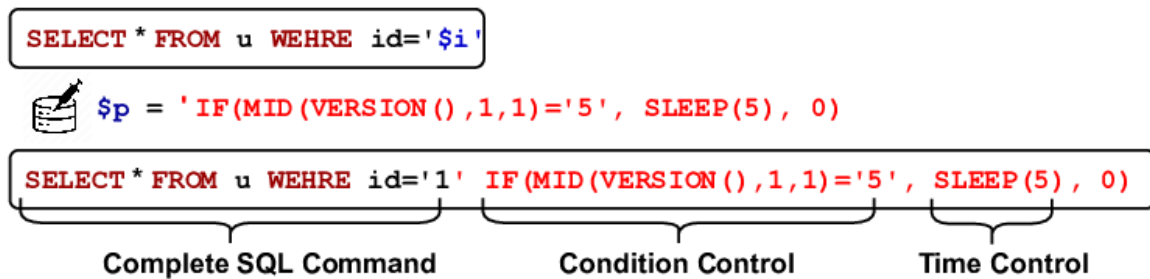 SELECT * FROM u WEHRE id='$i'
$p = 'IF(MID(VERSION(),1,1)='5', SLEEP(5), 0)
SELECT * FROM u WEHRE id='1' IF(MID(VERSION(),1,1)='5', SLEEP(5), 0)
Complete SQL Command Condition Control Time Control